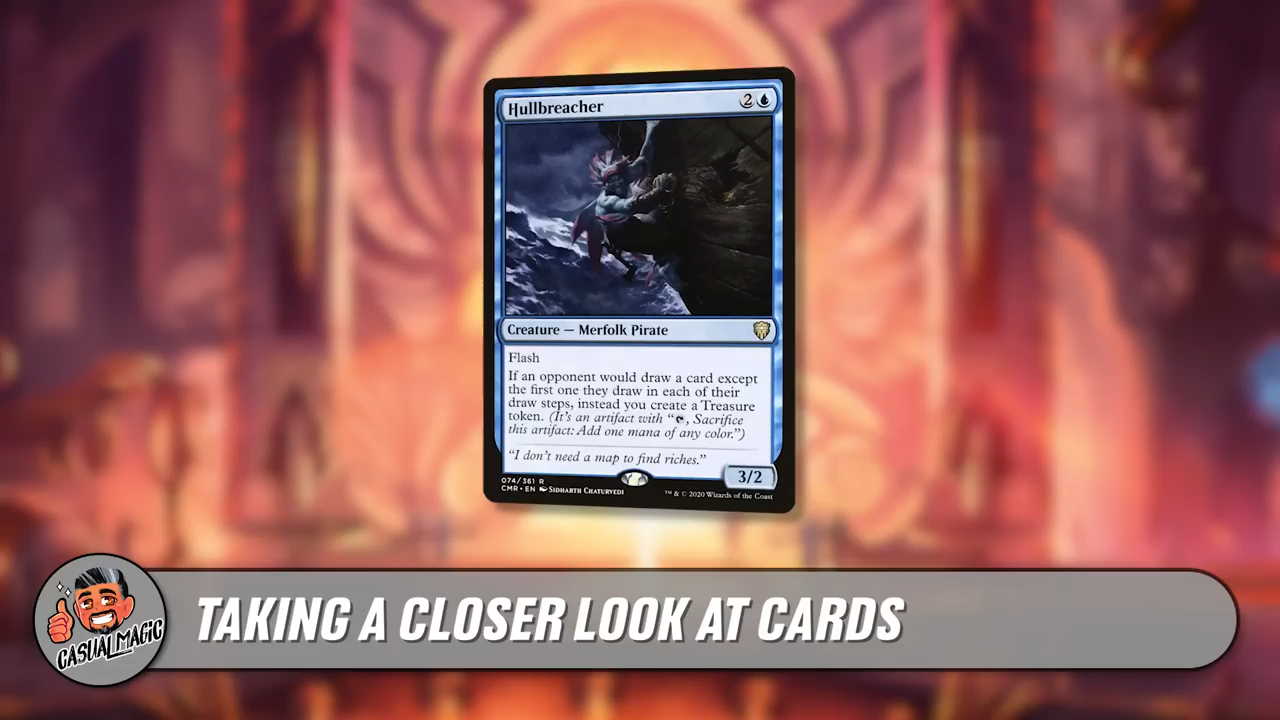 Hullbreacher
2
Creature — Merfolk Pirate
Flash
If an opponent would draw a card except
the first one they draw in each of their
draw steps, instead you create a Treasure
token. (It's an artifact with “, Sacrifice
this artifact: Add one mana of any color.”)
“I don't need a map to find riches.”
3/2
074/361 R
CMR • EN Sidharth Chaturvedi
™ & © 2020 Wizards of the Coast
TAKING A CLOSER LOOK AT CARDS
CASUAL MAGIC